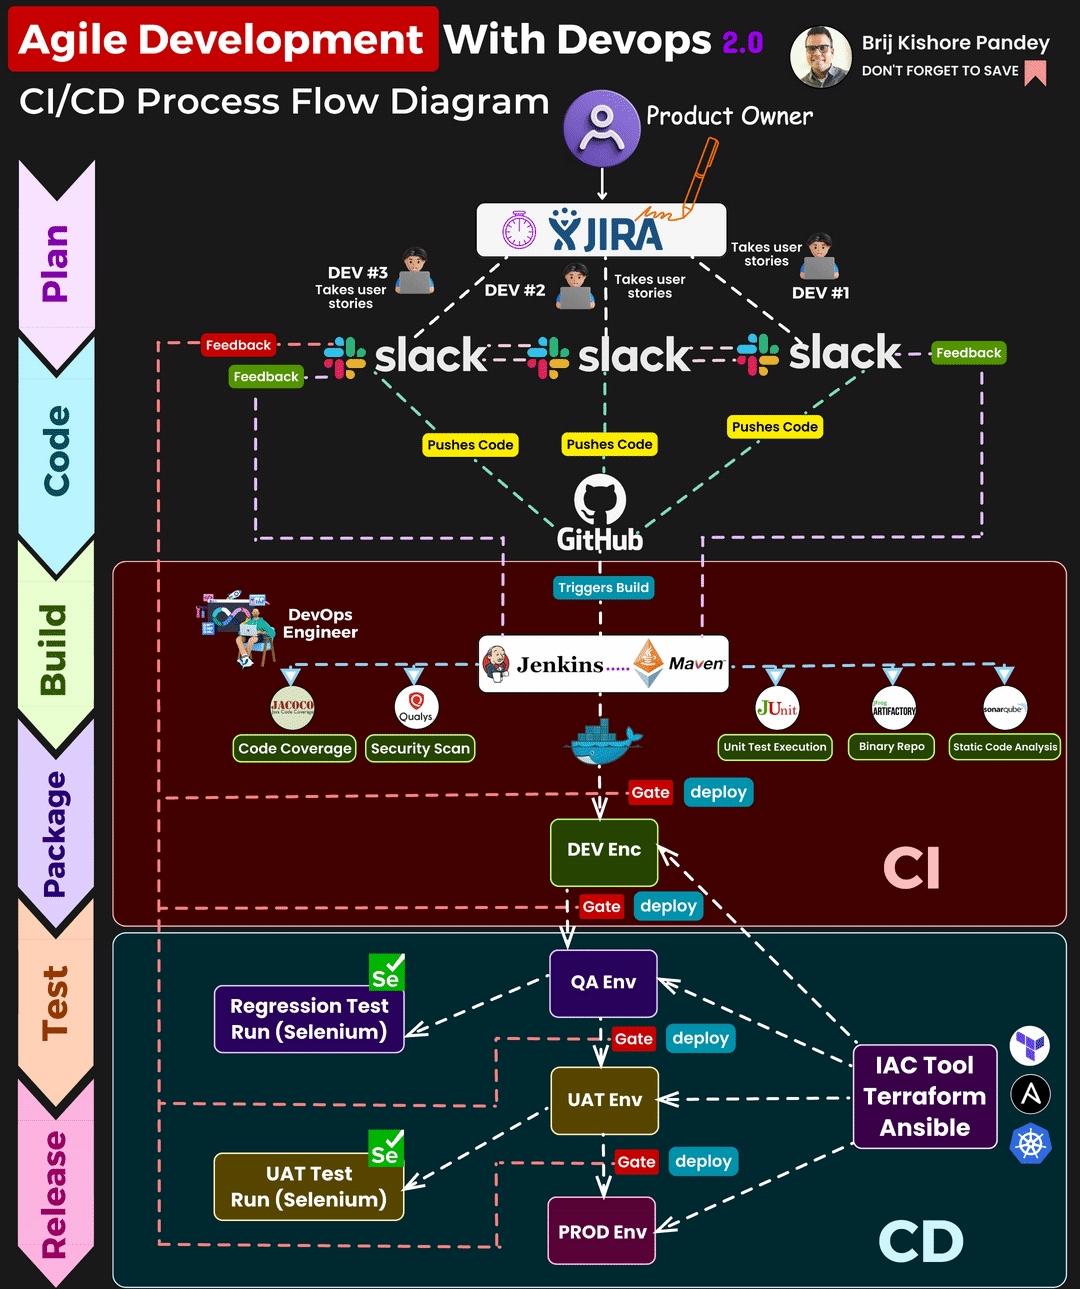 Agile Development With Devops 2.0
Brij Kishore Pandey
DON'T FORGET TO SAVE
CI/CD Process Flow Diagram
Product Owner
Plan
JIRA
DEV #3
Takes user
stories
DEV #2
Takes user
stories
Takes user
stories
DEV #1
Feedback
slack
slack
slack
Feedback
Feedback
Code
Pushes Code
Pushes Code
Pushes Code
GitHub
Triggers Build
Build
DevOps
Engineer
Jenkins
Maven
JACOCO
Java Code Coverage
Qualys
JUnit
JFrog
ARTIFACTORY
sonarqube
Code Coverage
Security Scan
Unit Test Execution
Binary Repo
Static Code Analysis
Package
Gate
deploy
DEV Enc
CI
Gate
deploy
Test
QA Env
Se
Regression Test
Run (Selenium)
Gate
deploy
IAC Tool
Terraform
Ansible
UAT Env
Se
UAT Test
Run (Selenium)
Gate
deploy
Release
PROD Env
CD